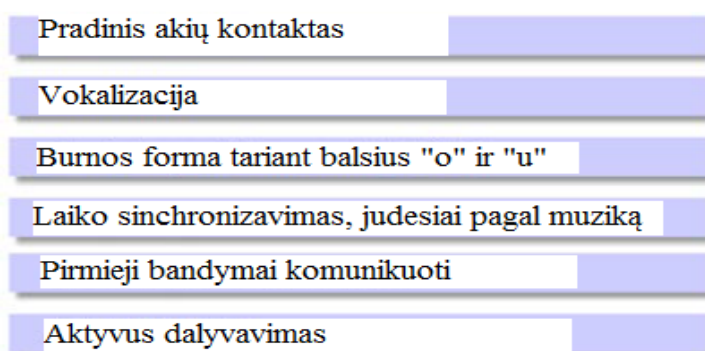 Pradinis akių kontaktas
Vokalizacija
Burnos forma tariant balsius "o" ir "u"
Laiko sinchronizavimas, judesiai pagal muziką
Pirmieji bandymai komunikuoti
Aktyvus dalyvavimas